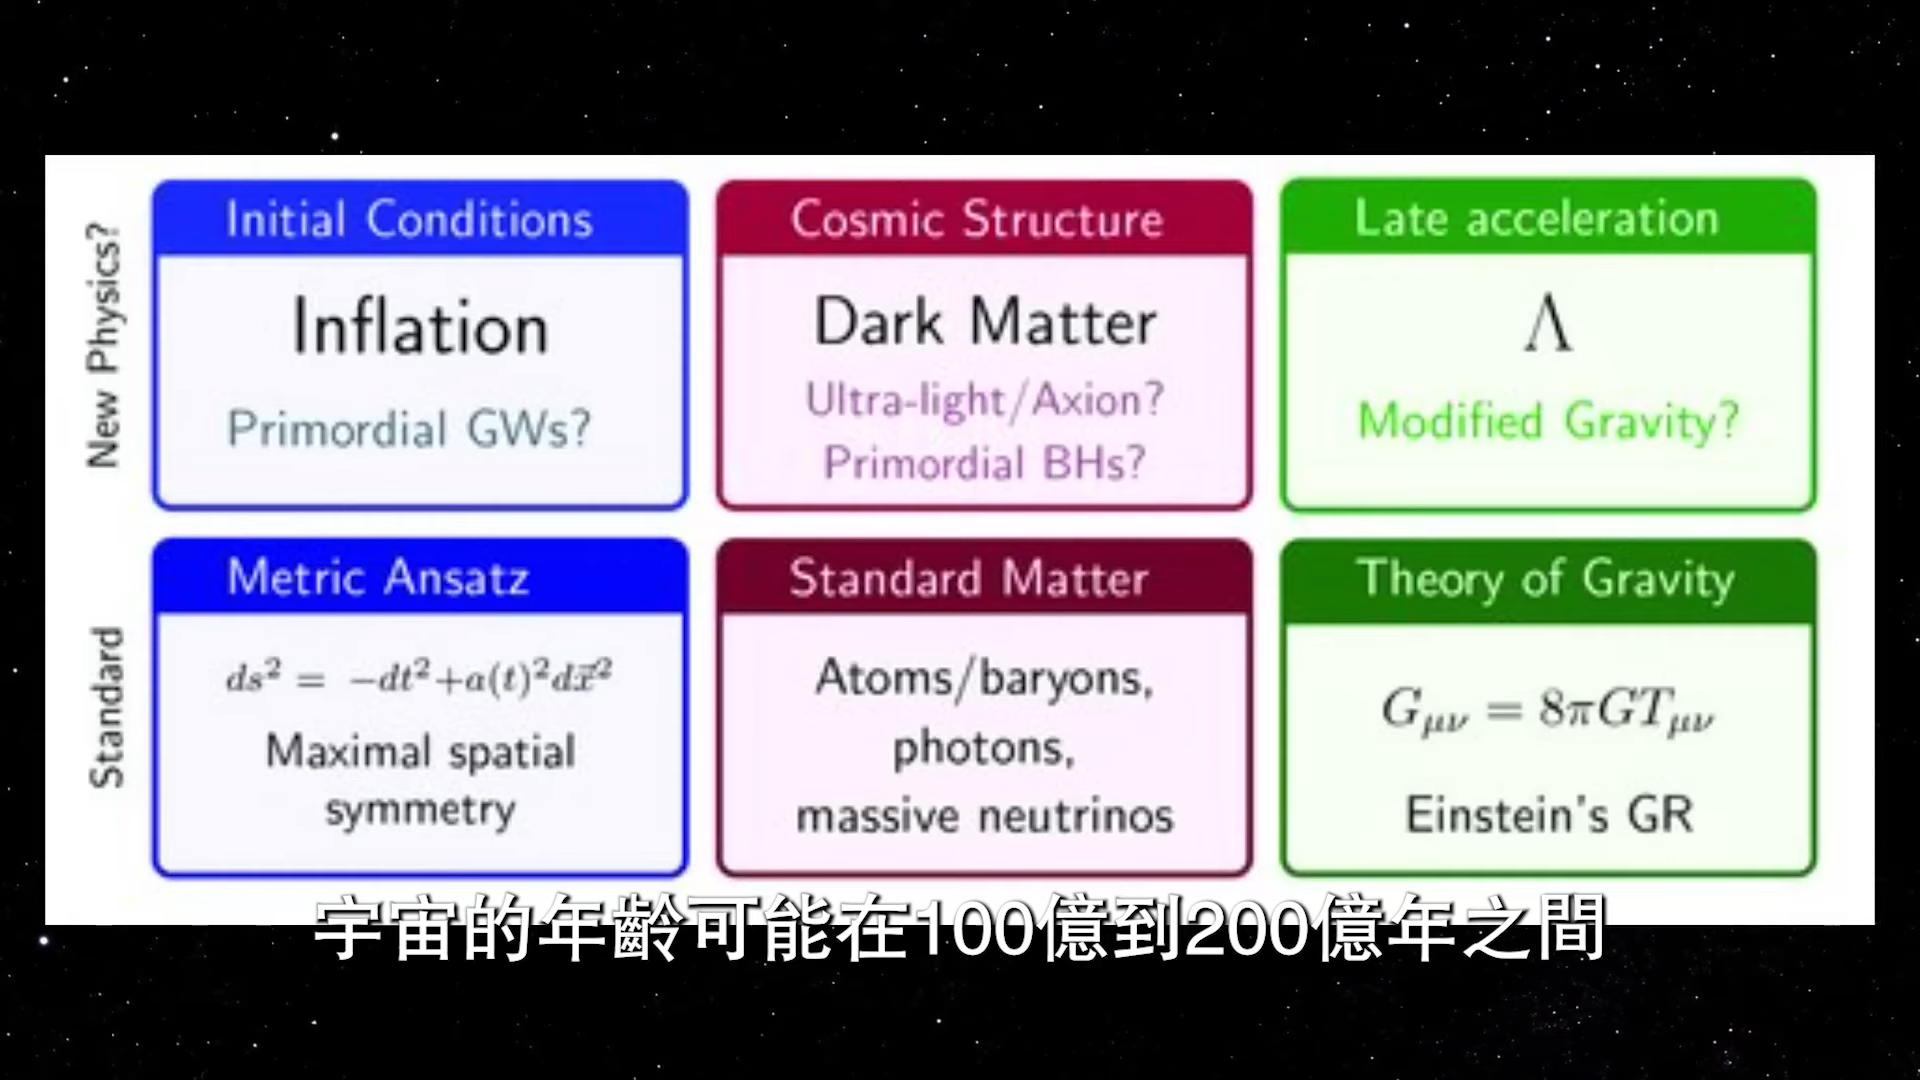 New Physics?
Initial Conditions
Inflation
Primordial GWs?
Cosmic Structure
Dark Matter
Ultra-light/Axion?
Primordial BHs?
Late acceleration
Λ
Modified Gravity?
Standard
Metric Ansatz
ds² = −dt²+a(t)²dx⃗²
Maximal spatial
symmetry
Standard Matter
Atoms/baryons,
photons,
massive neutrinos
Theory of Gravity
G_μν = 8πGT_μν
Einstein's GR
宇宙的年齡可能在100億到200億年之間